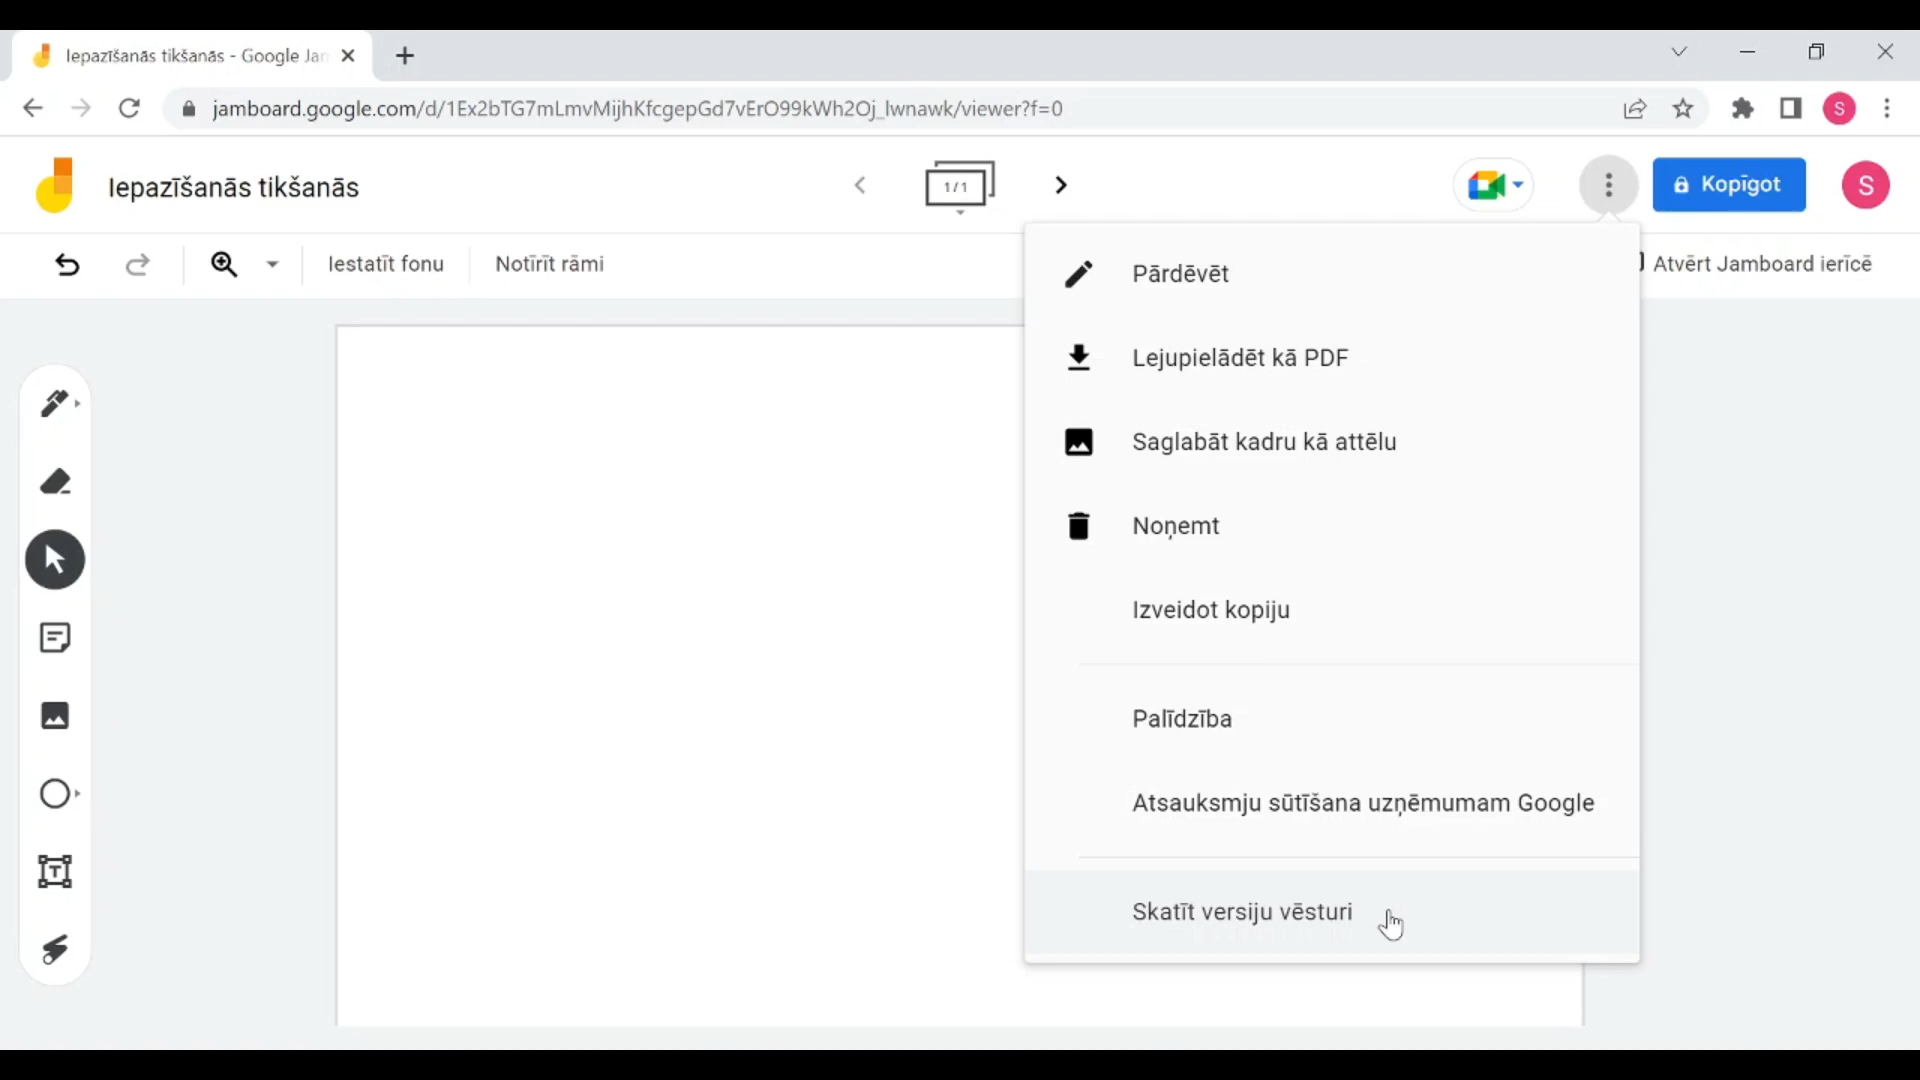 Iepazīšanās tikšanās - Google Jam
jamboard.google.com/d/1Ex2bTG7mLmvMijhKfcgepGd7vErO99kWh2Oj_lwnawk/viewer?f=0
S
Iepazīšanās tikšanās
1/1
Kopīgot
S
Iestatīt fonu
Notīrīt rāmi
Atvērt Jamboard ierīcē
Pārdēvēt
Lejupielādēt kā PDF
Saglabāt kadru kā attēlu
Noņemt
Izveidot kopiju
Palīdzība
Atsauksmju sūtīšana uzņēmumam Google
Skatīt versiju vēsturi
T